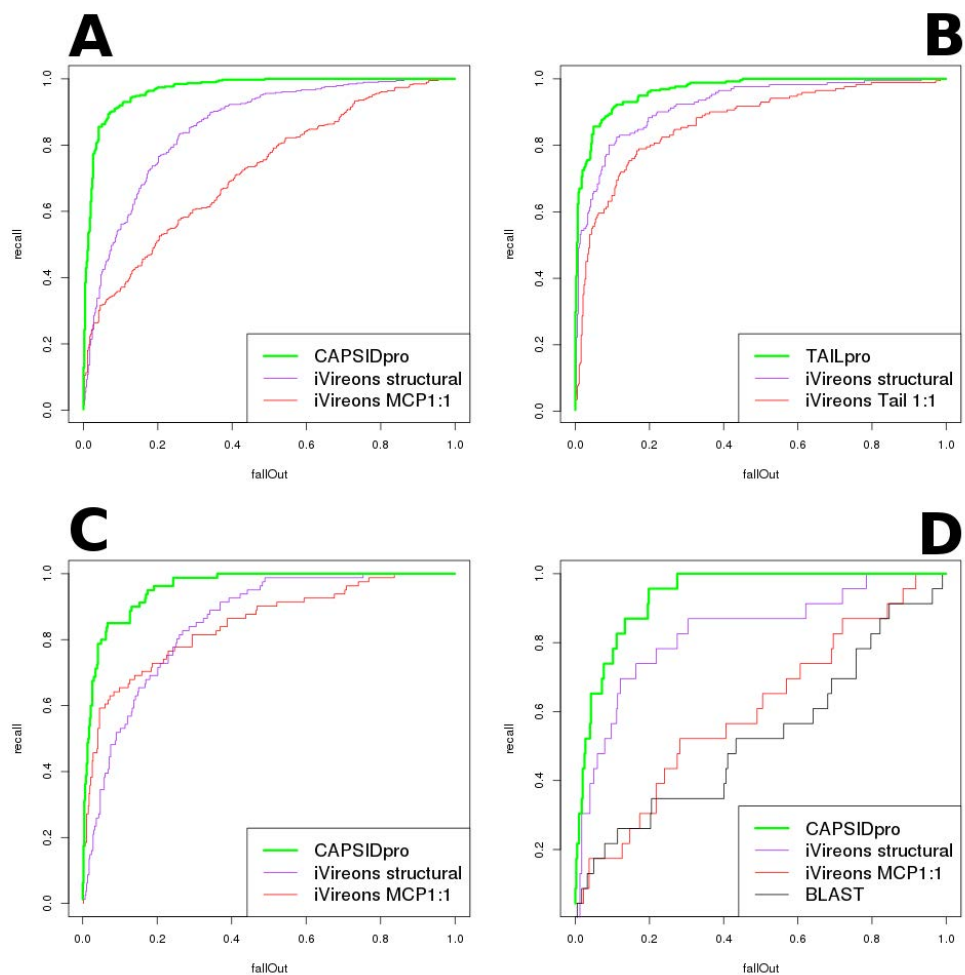 A
1.0
0.8
0.6
0.4
0.2
0.0
recall
CAPSIDpro
iVireons structural
iVireons MCP1:1
0.0 0.2 0.4 0.6 0.8 1.0
fallOut
B
1.0
0.8
0.6
0.4
0.2
0.0
recall
TAILpro
iVireons structural
iVireons Tail 1:1
0.0 0.2 0.4 0.6 0.8 1.0
fallOut
C
1.0
0.8
0.6
0.4
0.2
0.0
recall
CAPSIDpro
iVireons structural
iVireons MCP1:1
0.0 0.2 0.4 0.6 0.8 1.0
fallOut
D
1.0
0.8
0.6
0.4
0.2
recall
CAPSIDpro
iVireons structural
iVireons MCP1:1
BLAST
0.0 0.2 0.4 0.6 0.8 1.0
fallOut